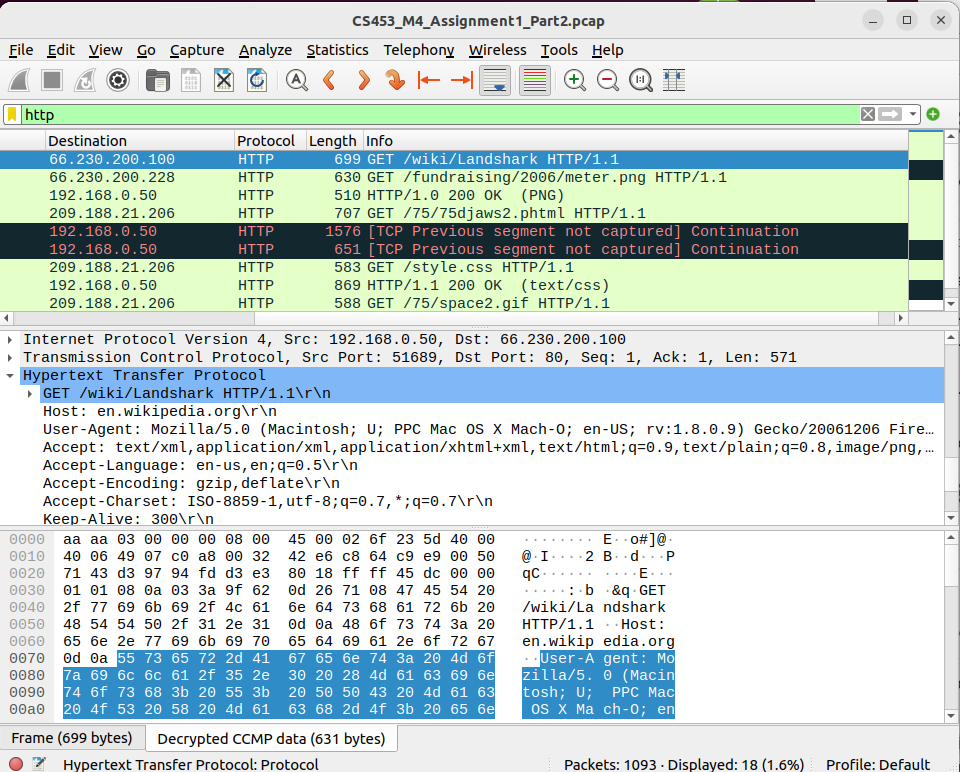 CS453_M4_Assignment1_Part2.pcap
File Edit View Go Capture Analyze Statistics Telephony Wireless Tools Help
http
Destination Protocol Length Info
66.230.200.100 HTTP 699 GET /wiki/Landshark HTTP/1.1
66.230.200.228 HTTP 630 GET /fundraising/2006/meter.png HTTP/1.1
192.168.0.50 HTTP 510 HTTP/1.0 200 OK  (PNG)
209.188.21.206 HTTP 707 GET /75/75djaws2.phtml HTTP/1.1
192.168.0.50 HTTP 1576 [TCP Previous segment not captured] Continuation
192.168.0.50 HTTP 651 [TCP Previous segment not captured] Continuation
209.188.21.206 HTTP 583 GET /style.css HTTP/1.1
192.168.0.50 HTTP 869 HTTP/1.1 200 OK  (text/css)
209.188.21.206 HTTP 588 GET /75/space2.gif HTTP/1.1
Internet Protocol Version 4, Src: 192.168.0.50, Dst: 66.230.200.100
Transmission Control Protocol, Src Port: 51689, Dst Port: 80, Seq: 1, Ack: 1, Len: 571
Hypertext Transfer Protocol
GET /wiki/Landshark HTTP/1.1\r\n
Host: en.wikipedia.org\r\n
User-Agent: Mozilla/5.0 (Macintosh; U; PPC Mac OS X Mach-O; en-US; rv:1.8.0.9) Gecko/20061206 Fire…
Accept: text/xml,application/xml,application/xhtml+xml,text/html;q=0.9,text/plain;q=0.8,image/png,…
Accept-Language: en-us,en;q=0.5\r\n
Accept-Encoding: gzip,deflate\r\n
Accept-Charset: ISO-8859-1,utf-8;q=0.7,*;q=0.7\r\n
Keep-Alive: 300\r\n
0000 aa aa 03 00 00 00 08 00 45 00 02 6f 23 5d 40 00 ········ E··o#]@·
0010 40 06 49 07 c0 a8 00 32 42 e6 c8 64 c9 e9 00 50 @·I····2 B··d···P
0020 71 43 d3 97 94 fd d3 e3 80 18 ff ff 45 dc 00 00 qC······ ····E···
0030 01 01 08 0a 03 3a 9f 62 0d 26 71 08 47 45 54 20 ·····:·b ·&q·GET
0040 2f 77 69 6b 69 2f 4c 61 6e 64 73 68 61 72 6b 20 /wiki/La ndshark
0050 48 54 54 50 2f 31 2e 31 0d 0a 48 6f 73 74 3a 20 HTTP/1.1 ··Host:
0060 65 6e 2e 77 69 6b 69 70 65 64 69 61 2e 6f 72 67 en.wikip edia.org
0070 0d 0a 55 73 65 72 2d 41 67 65 6e 74 3a 20 4d 6f ··User-A gent: Mo
0080 7a 69 6c 6c 61 2f 35 2e 30 20 28 4d 61 63 69 6e zilla/5. 0 (Macin
0090 74 6f 73 68 3b 20 55 3b 20 50 50 43 20 4d 61 63 tosh; U;  PPC Mac
00a0 20 4f 53 20 58 20 4d 61 63 68 2d 4f 3b 20 65 6e  OS X Ma ch-O; en
Frame (699 bytes) Decrypted CCMP data (631 bytes)
Hypertext Transfer Protocol: Protocol Packets: 1093 · Displayed: 18 (1.6%) Profile: Default